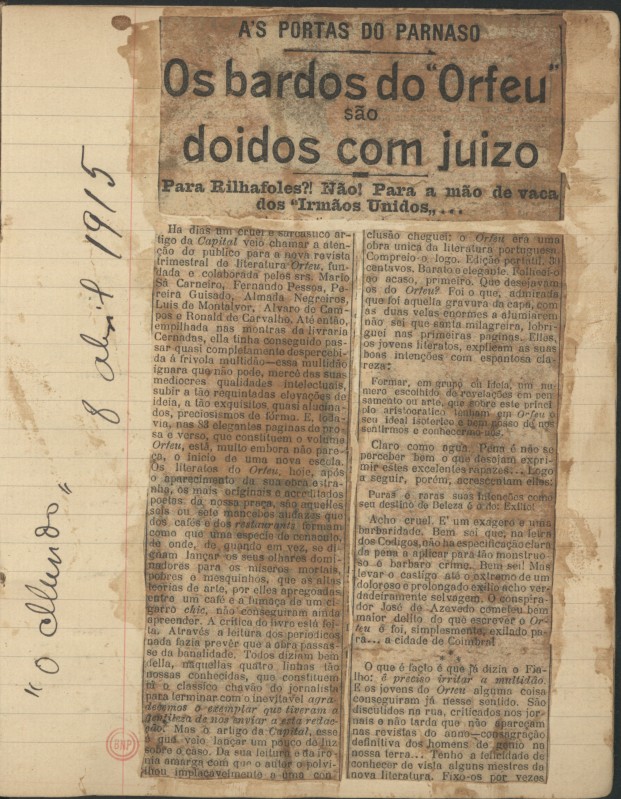 A'S PORTAS DO PARNASO
Os bardos do "Orfeu"
são
doidos com juizo
Para Rilhafoles?! Não! Para a mão de vaca
dos "Irmãos Unidos„...
8 abril 1915
"O Mundo"
BNP
Ha dias um cruel e sarcastico ar-
tigo da Capital veio chamar a aten-
ção do público para a nova revista
trimestral de literatura Orfeu, fun-
dada e colaborada pelos srs. Mario
Sá Carneiro, Fernando Pessoa, Pe-
reira Guisado, Almada Negreiros,
Luis de Montalvor, Alvaro de Cam-
pos e Ronald de Carvalho. Até então,
empilhada nas montras da livraria
Cernadas, ella tinha conseguido pas-
sar quasi completamente despercebi-
da á frivola multidão—essa multidão
ignara que não pode, mercê das suas
mediocres qualidades intelectuais,
subir a tão requintadas elevações de
ideia, a tão exquisitos, quasi alucina-
dos, preciosismos de fórma. E, toda-
via, nas 83 elegantes paginas de pro-
sa e verso, que constituem o volume
Orfeu, está, muito embora não pare-
ça, o inicio de uma nova escola.
Os literatos do Orfeu, hoje, após
o aparecimento da sua obra estra-
nha, os mais originais e acreditados
poetas da nossa praça, são aqueles
seis ou sete mancebos audazes que
dos cafés e dos restaurants formam
como que uma especie de cenaculo,
de onde, de quando em vez, se di-
gnam lançar os seus olhares domi-
nadores para os miseros mortais
pobres e mesquinhos, que as altas
teorias de arte, por eles apregoadas
entre um café e a fumaça de um ci-
garro chic, não conseguiram ainda
apreender. A critica do livro está fei-
ta. Através a leitura dos periodicos
nada fazia prever que a obra passas-
se da banalidade. Todos diziam bem
della, naquellas quatro linhas tão
nossas conhecidas, que constituem
o classico chavão do jornalista
para terminar com o inevitavel agra-
decemos o exemplar que tiveram a
gentileza de nos enviar a esta redac-
ção. Mas o artigo da Capital, esse
é que veio lançar um pouco de luz
sobre o caso. Da sua leitura e da iro-
nia amarga com que o autor o polvi-
lhou implacavelmente a uma con-
clusão cheguei: o Orfeu era uma
obra unica da literatura portuguesa.
Comprei-o logo. Edição portatil, 30
centavos. Barato e elegante. Folheei-o
ao acaso, primeiro. Que desejavam
os do Orfeu? Foi o que, admirada
que foi aquella gravura da capa, com
as duas velas enormes a alumiarem
não sei que santa milagreira, lobri-
guei nas primeiras paginas. Elles,
os jovens literatos, explicam as suas
boas intenções com espantosa cla-
reza:
Formar, em grupo ou ideia, um nu-
mero escolhido de revelações em pen-
samento ou arte, que sobre este princi-
pio aristocratico tenham em Orfeu o
seu ideal isoterico e bem nosso de nos
sentirmos e conhecermo-nos.
Claro como agua. Pena é não se
perceber bem o que desejam expri-
mir estes excelentes rapazes... Logo
a seguir, porém, acrescentam elles:
Puras e raras suas intenções como
seu destino de Beleza é o do: Exilio!
Acho cruel. E' um exagero e uma
barbaridade. Bem sei que, na letra
dos Codigos, não ha especificação clara
da pena a aplicar para tão monstruo-
so e barbaro crime. Bem sei! Mas
levar o castigo até o extremo de um
doloroso e prolongado exilio acho ver-
dadeiramente selvagem. O conspira-
dor José de Azevedo cometeu bem
maior delito do que escrever o Or-
feu e foi, simplesmente, exilado pa-
ra... a cidade de Coimbra!
O que é facto é que já dizia o Fia-
lho: é preciso irritar a multidão.
E os jovens do Orfeu alguma coisa
conseguiram já nesse sentido. São
discutidos na rua, criticados nos jor-
nais e não tarda que não apareçam
nas revistas do anno—consagração
definitiva dos homens de genio na
nossa terra... Tenho a felicidade de
conhecer de vista alguns mestres da
nova literatura. Fixo-os por vezes